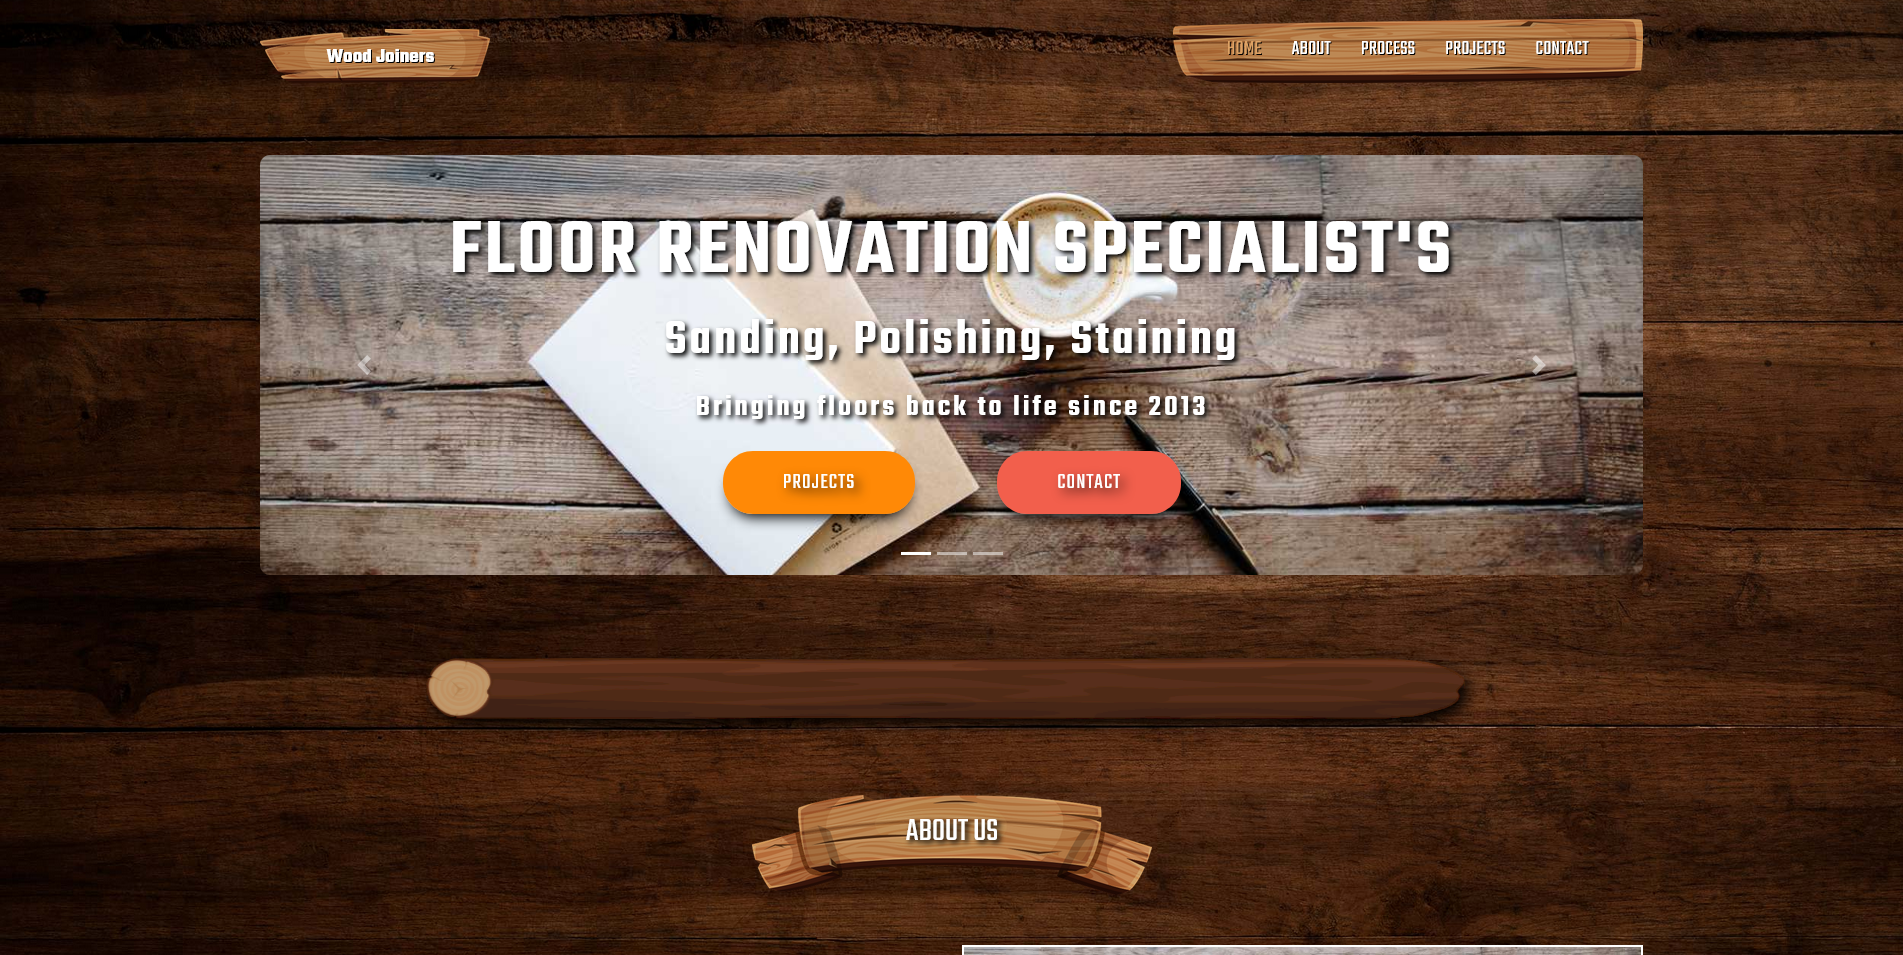 Wood Joiners
HOME ABOUT PROCESS PROJECTS CONTACT
FLOOR RENOVATION SPECIALIST'S
Sanding, Polishing, Staining
Bringing floors back to life since 2013
PROJECTS CONTACT
ABOUT US